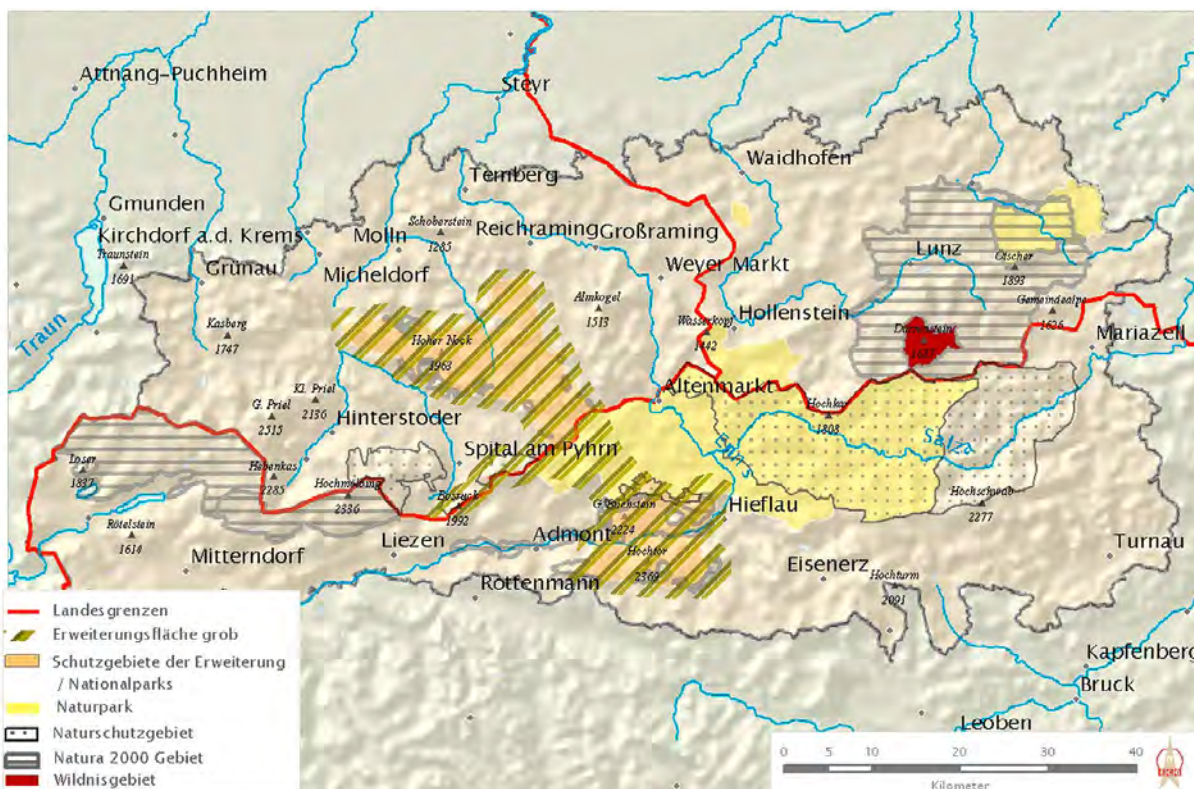 Attnang-Puchheim
Steyr
Waidhofen
Ternberg
Gmunden
Schoberstein
1285
Reichraming
Großraming
Kirchdorf a.d. Krems
Molln
Lunz
Traunstein
1691
Grünau
Micheldorf
Weyer Markt
Ötscher
1893
Almkogel
1513
Gemeindealpe
1626
Traun
Kasberg
1747
Wasserkopf
1442
Hollenstein
Mariazell
Hoher Nock
1963
Dürrenstein
Kl. Priel
2136
Altenmarkt
G. Priel
2515
Hinterstoder
Hochkar
1808
Enns
Salza
Spital am Pyhrn
Loser
1837
Hebenkas
2285
Hochmölbing
2336
Bosruck
1992
G. Buchstein
2224
Hieflau
Hochschwab
2277
Rötelstein
1614
Mitterndorf
Liezen
Admont
Hochtor
2369
Turnau
Rottenmann
Eisenerz
Hochturm
2091
Kapfenberg
Bruck
Leoben
Landesgrenzen
Erweiterungsfläche grob
Schutzgebiete der Erweiterung
/ Nationalparks
Naturpark
Naturschutzgebiet
Natura 2000 Gebiet
Wildnisgebiet
0 5 10 20 30 40
Kilometer